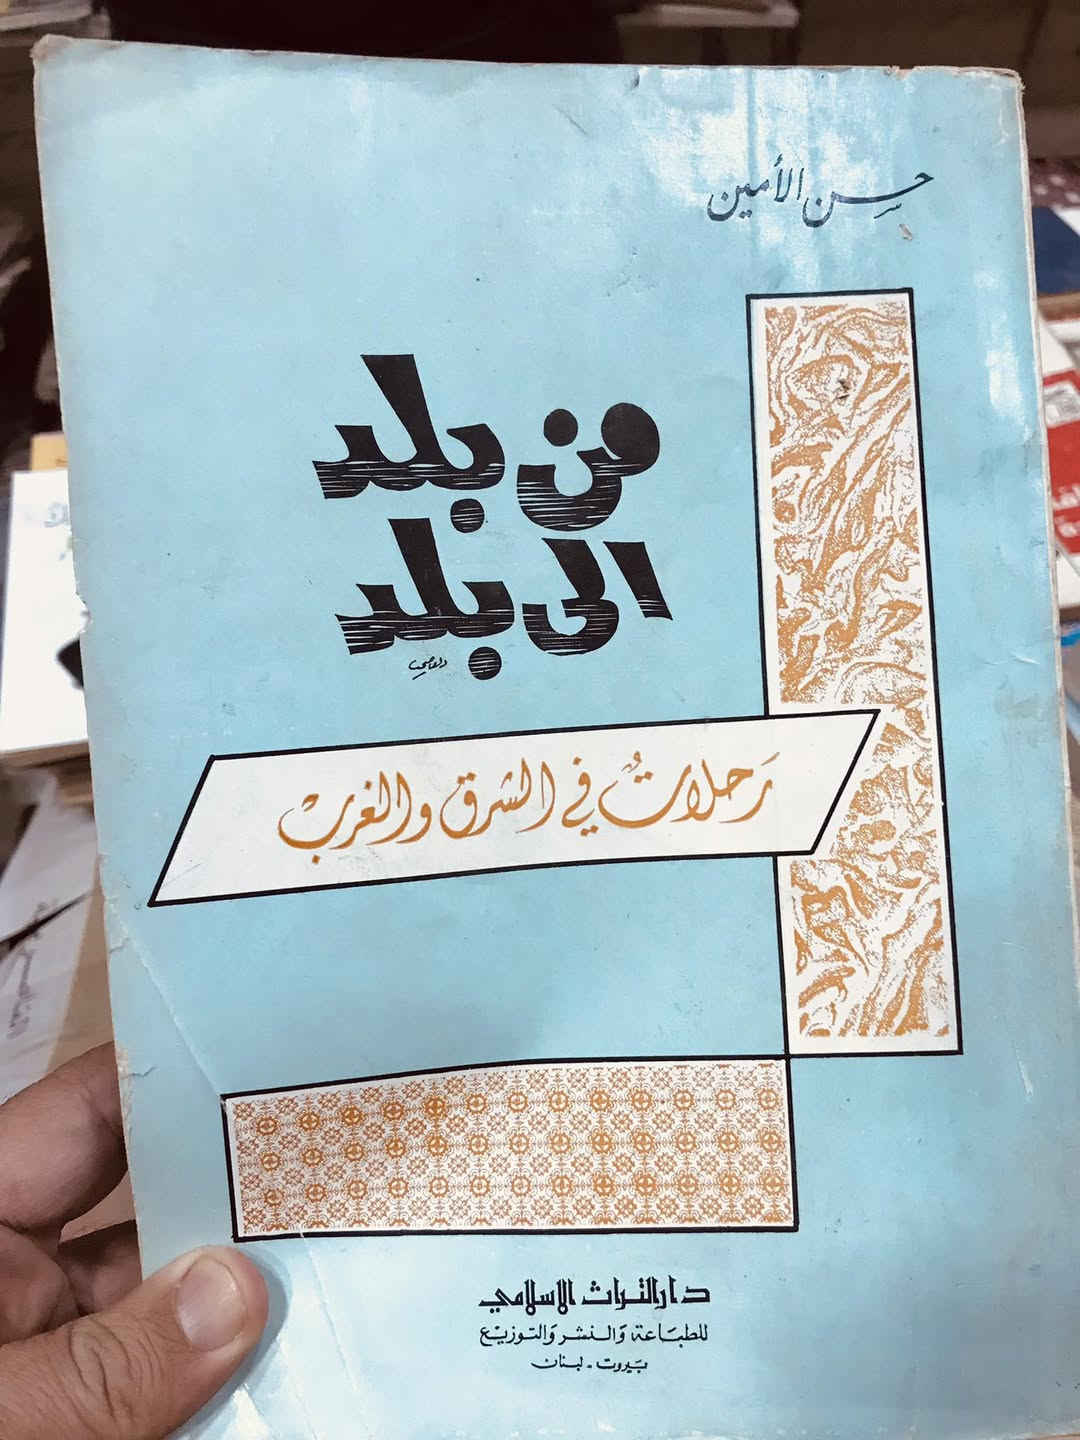 حسن الأمين
من بلد
الى بلد
رحلات في الشرق والغرب
دار التراث الاسلامي
للطباعة والنشر والتوزيع
بيروت - لبنان